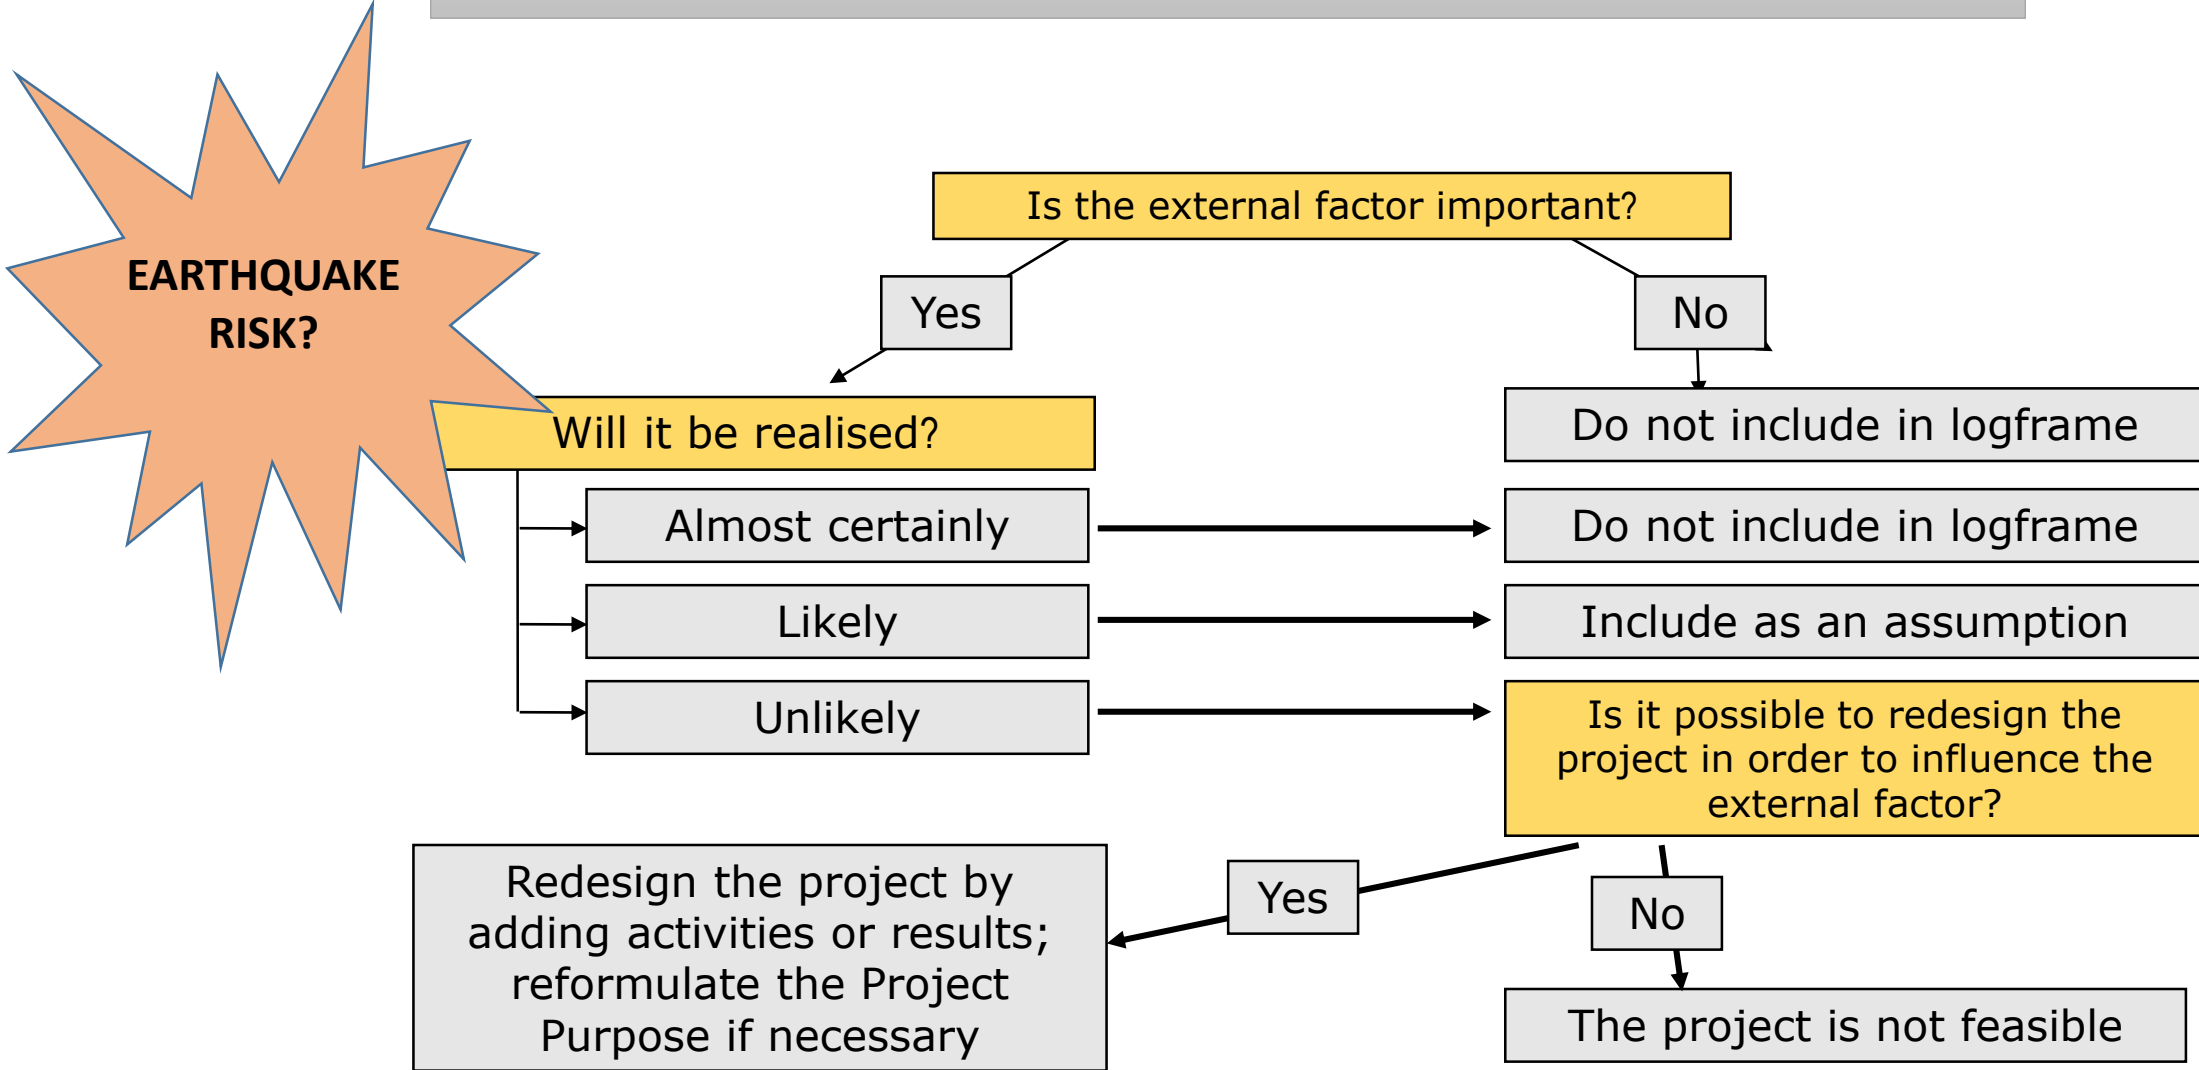 EARTHQUAKE
RISK?
Is the external factor important?
Yes
No
Will it be realised?
Do not include in logframe
Almost certainly
Do not include in logframe
Likely
Include as an assumption
Unlikely
Is it possible to redesign the
project in order to influence the
external factor?
Redesign the project by
adding activities or results;
reformulate the Project
Purpose if necessary
Yes
No
The project is not feasible